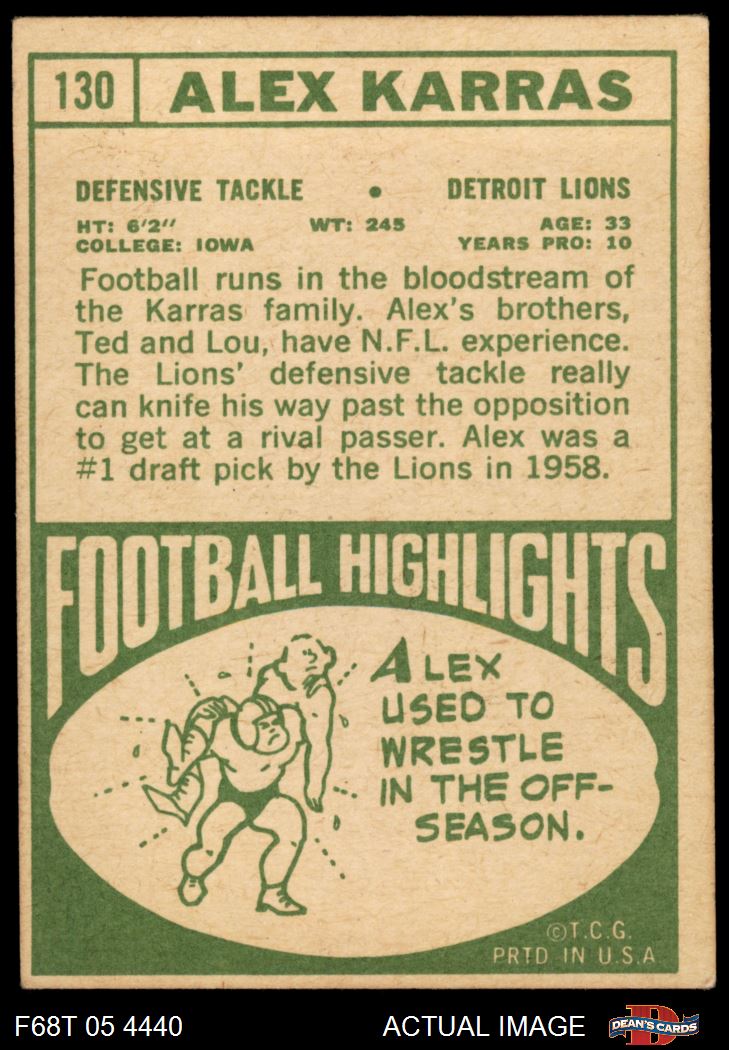 130 ALEX KARRAS
DEFENSIVE TACKLE • DETROIT LIONS
HT: 6'2" WT: 245 AGE: 33
COLLEGE: IOWA YEARS PRO: 10
Football runs in the bloodstream of
the Karras family. Alex's brothers,
Ted and Lou, have N.F.L. experience.
The Lions' defensive tackle really
can knife his way past the opposition
to get at a rival passer. Alex was a
#1 draft pick by the Lions in 1958.
FOOTBALL HIGHLIGHTS
ALEX
USED TO
WRESTLE
IN THE OFF-
SEASON.
©T.C.G.
PRTD. IN U.S.A.
F68T 05 4440 ACTUAL IMAGE D DEAN'S CARDS